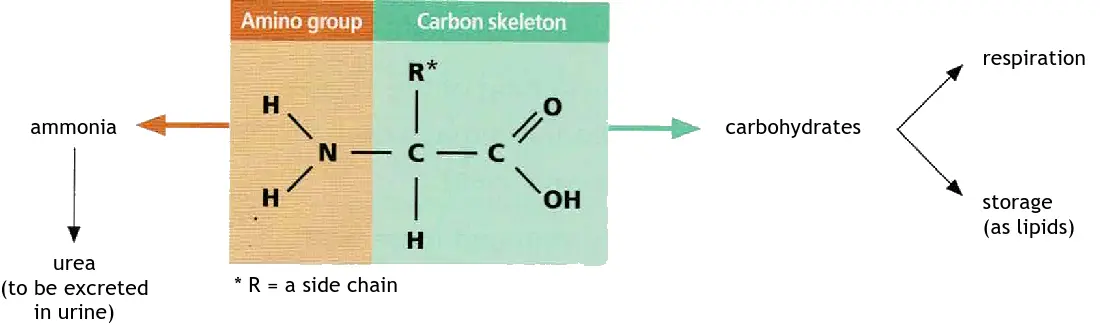 Amino group
Carbon skeleton
R*
H
O
N
C
C
H
OH
H
* R = a side chain
ammonia
urea
(to be excreted
in urine)
carbohydrates
respiration
storage
(as lipids)